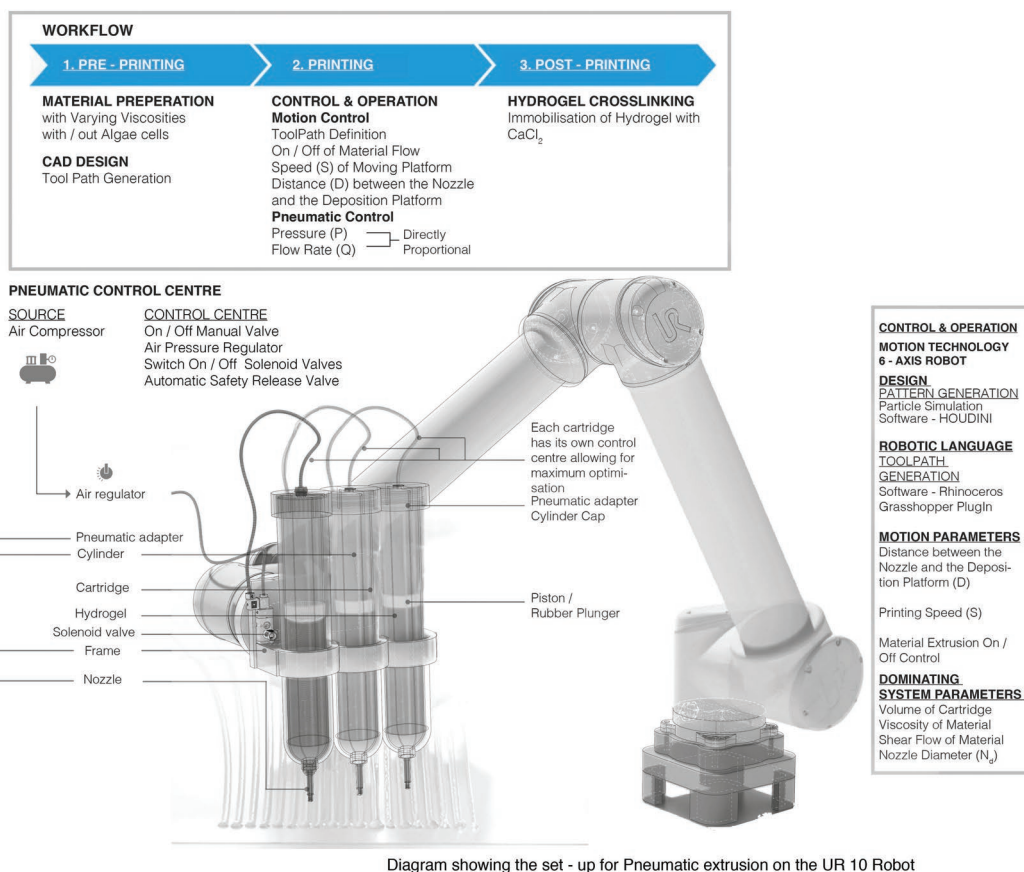 WORKFLOW
1. PRE - PRINTING
2. PRINTING
3. POST - PRINTING
MATERIAL PREPERATION
with Varying Viscosities
with / out Algae cells
CAD DESIGN
Tool Path Generation
CONTROL & OPERATION
Motion Control
ToolPath Definition
On / Off of Material Flow
Speed (S) of Moving Platform
Distance (D) between the Nozzle
and the Deposition Platform
Pneumatic Control
Pressure (P)
Flow Rate (Q)
Directly
Proportional
HYDROGEL CROSSLINKING
Immobilisation of Hydrogel with
CaCl₂
PNEUMATIC CONTROL CENTRE
SOURCE
Air Compressor
CONTROL CENTRE
On / Off Manual Valve
Air Pressure Regulator
Switch On / Off Solenoid Valves
Automatic Safety Release Valve
Air regulator
Pneumatic adapter
Cylinder
Cartridge
Hydrogel
Solenoid valve
Frame
Nozzle
Each cartridge
has its own control
centre allowing for
maximum optimi-
sation
Pneumatic adapter
Cylinder Cap
Piston /
Rubber Plunger
UR
CONTROL & OPERATION
MOTION TECHNOLOGY
6 - AXIS ROBOT
DESIGN
PATTERN GENERATION
Particle Simulation
Software - HOUDINI
ROBOTIC LANGUAGE
TOOLPATH
GENERATION
Software - Rhinoceros
Grasshopper PlugIn
MOTION PARAMETERS
Distance between the
Nozzle and the Deposi-
tion Platform (D)
Printing Speed (S)
Material Extrusion On /
Off Control
DOMINATING
SYSTEM PARAMETERS
Volume of Cartridge
Viscosity of Material
Shear Flow of Material
Nozzle Diameter (N_d)
Diagram showing the set - up for Pneumatic extrusion on the UR 10 Robot